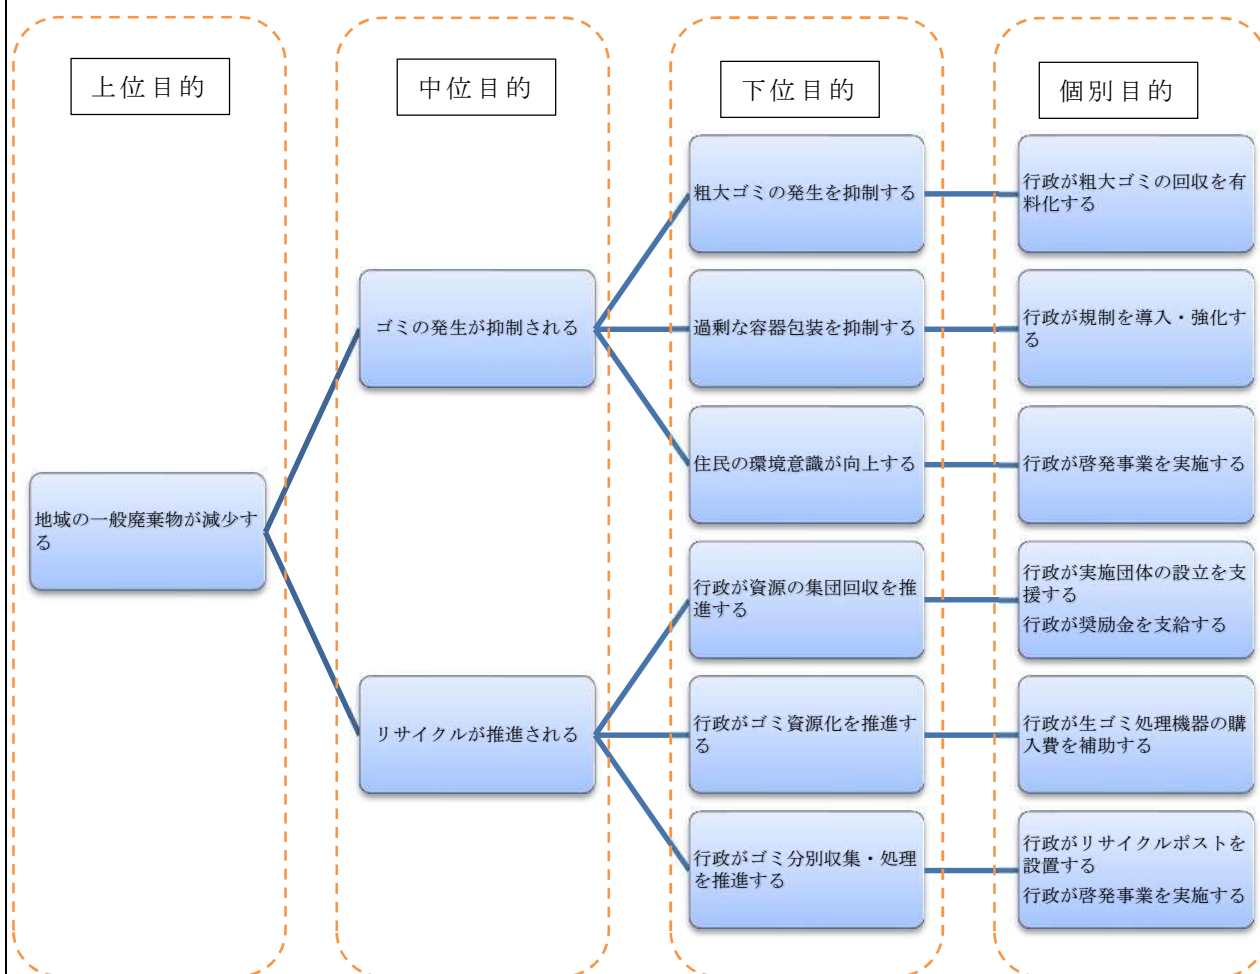 上位目的
中位目的
下位目的
個別目的
粗大ゴミの発生を抑制する
行政が粗大ゴミの回収を有
料化する
ゴミの発生が抑制される
過剰な容器包装を抑制する
行政が規制を導入・強化す
る
住民の環境意識が向上する
行政が啓発事業を実施する
地域の一般廃棄物が減少す
る
行政が資源の集団回収を推
進する
行政が実施団体の設立を支
援する
行政が奨励金を支給する
リサイクルが推進される
行政がゴミ資源化を推進す
る
行政が生ゴミ処理機器の購
入費を補助する
行政がゴミ分別収集・処理
を推進する
行政がリサイクルポストを
設置する
行政が啓発事業を実施する